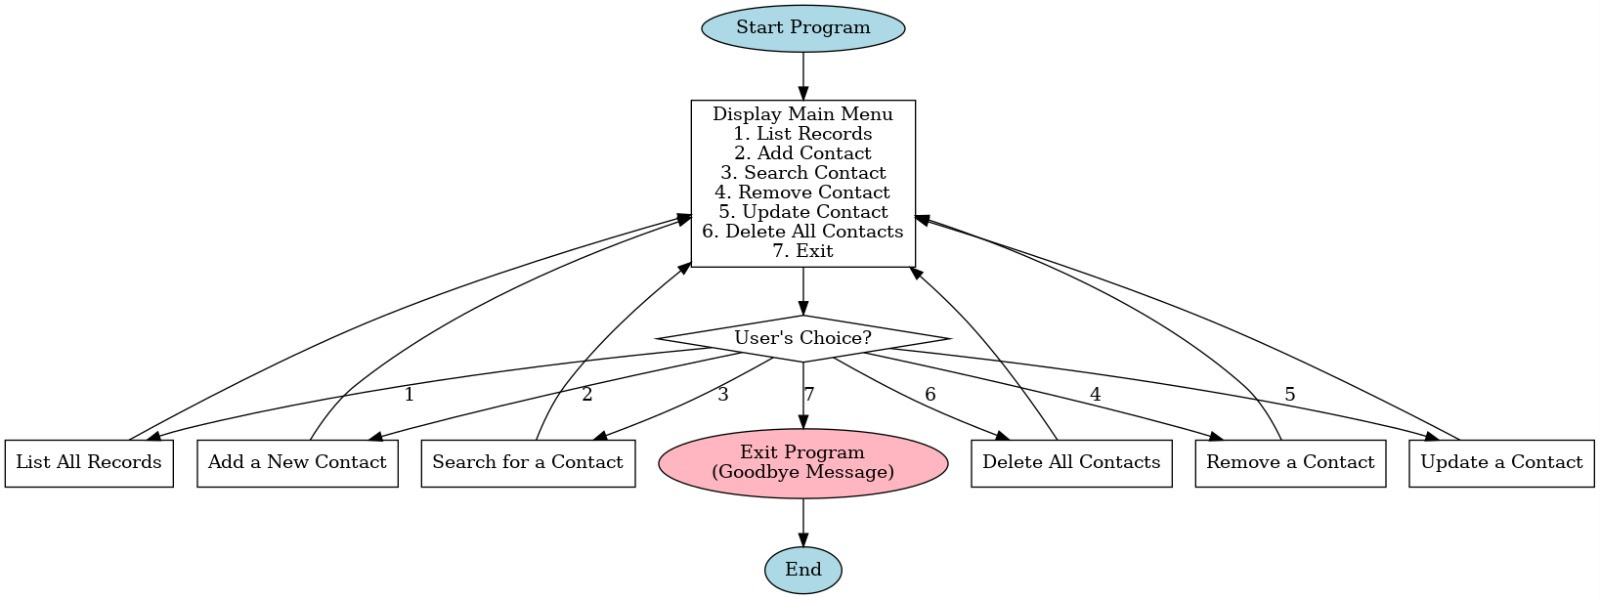 Start Program
Display Main Menu
1. List Records
2. Add Contact
3. Search Contact
4. Remove Contact
5. Update Contact
6. Delete All Contacts
7. Exit
User's Choice?
1
2
3
7
6
4
5
List All Records
Add a New Contact
Search for a Contact
Exit Program
(Goodbye Message)
Delete All Contacts
Remove a Contact
Update a Contact
End